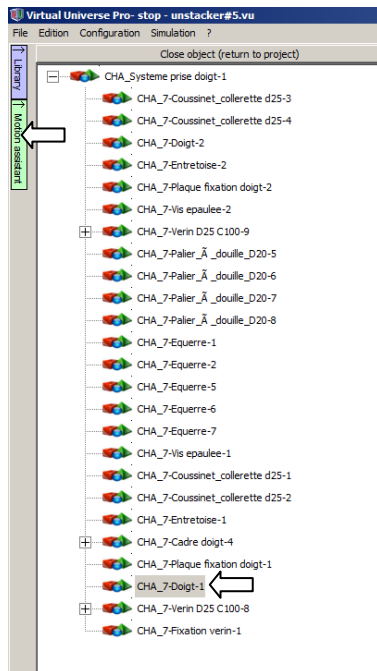 Virtual Universe Pro- stop - unstacker#5.vu
File Edition Configuration Simulation ?
Close object (return to project)
Library
Motion assistant
CHA_Systeme prise doigt-1
CHA_7-Coussinet_collerette d25-3
CHA_7-Coussinet_collerette d25-4
CHA_7-Doigt-2
CHA_7-Entretoise-2
CHA_7-Plaque fixation doigt-2
CHA_7-Vis epaulee-2
CHA_7-Verin D25 C100-9
CHA_7-Palier_Ã _douille_D20-5
CHA_7-Palier_Ã _douille_D20-6
CHA_7-Palier_Ã _douille_D20-7
CHA_7-Palier_Ã _douille_D20-8
CHA_7-Equerre-1
CHA_7-Equerre-2
CHA_7-Equerre-5
CHA_7-Equerre-6
CHA_7-Equerre-7
CHA_7-Vis epaulee-1
CHA_7-Coussinet_collerette d25-1
CHA_7-Coussinet_collerette d25-2
CHA_7-Entretoise-1
CHA_7-Cadre doigt-4
CHA_7-Plaque fixation doigt-1
CHA_7-Doigt-1
CHA_7-Verin D25 C100-8
CHA_7-Fixation verin-1